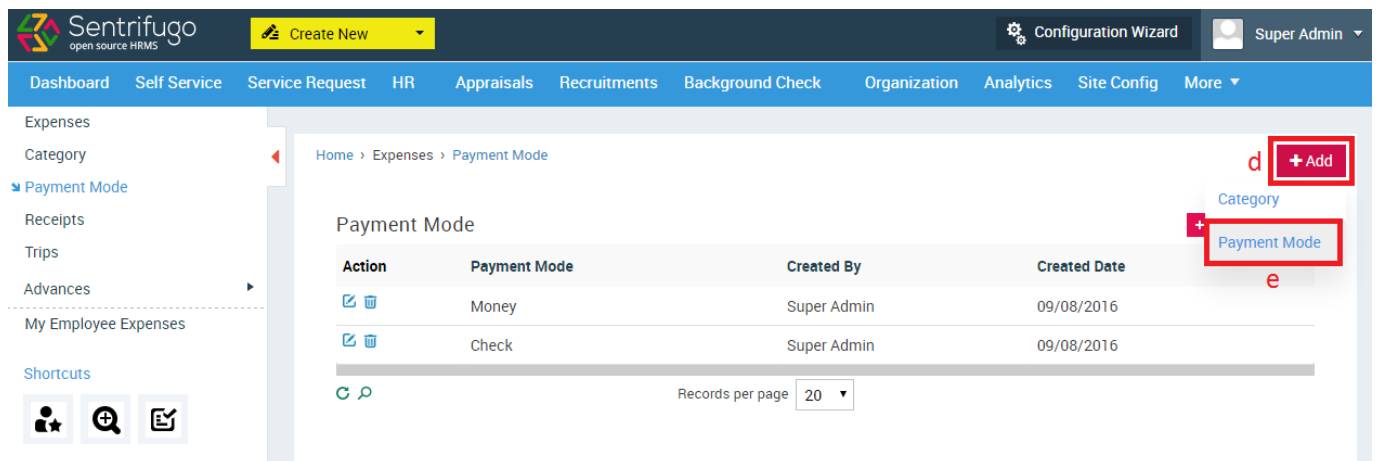 Sentrifugo
open source HRMS
Create New
Configuration Wizard
Super Admin
Dashboard Self Service Service Request HR Appraisals Recruitments Background Check Organization Analytics Site Config More
Expenses
Category
Payment Mode
Receipts
Trips
Advances
My Employee Expenses
Shortcuts
Home › Expenses › Payment Mode
d
+ Add
Category
Payment Mode
e
Payment Mode
+
Action Payment Mode Created By Created Date
Money Super Admin 09/08/2016
Check Super Admin 09/08/2016
Records per page 20